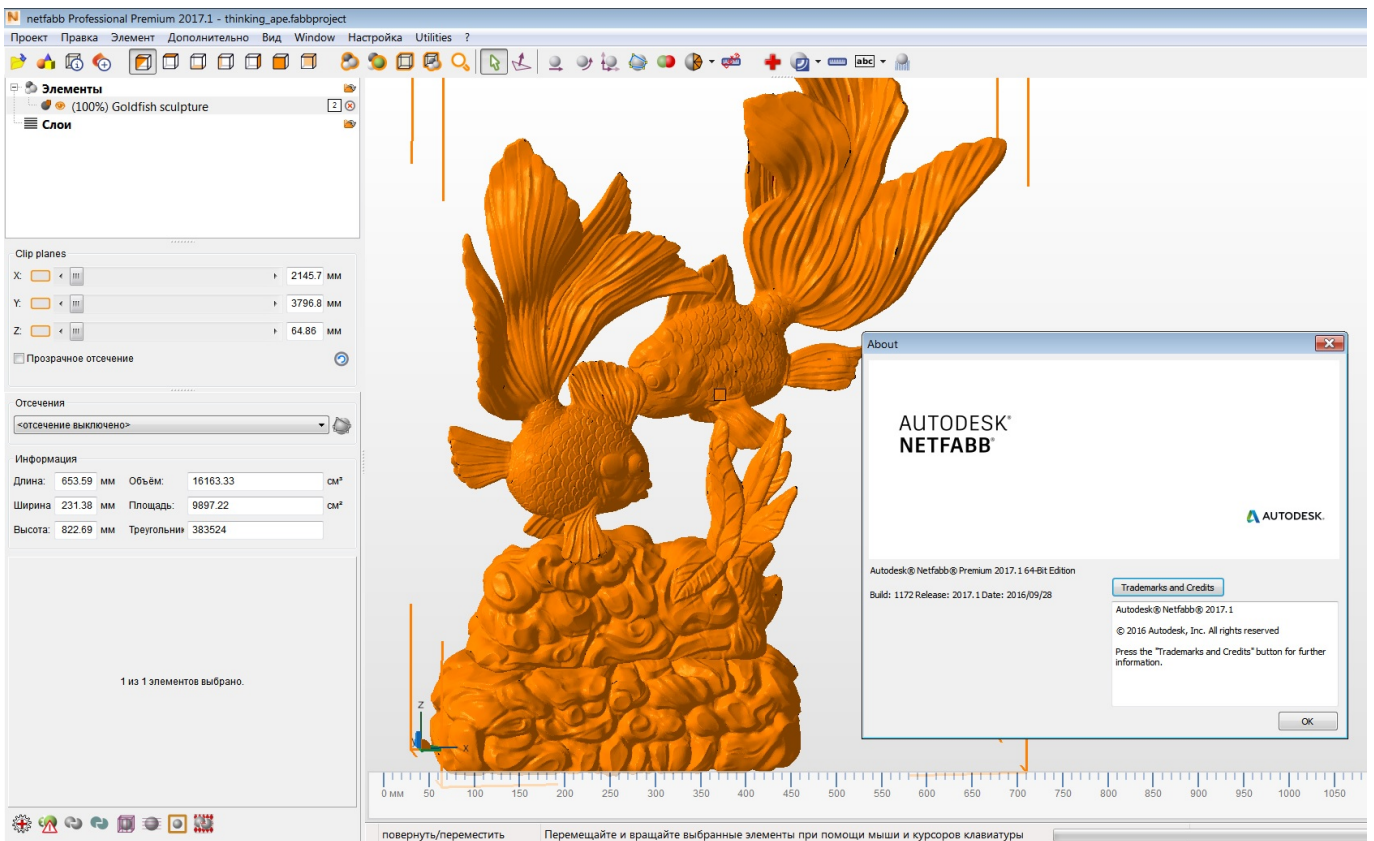 netfabb Professional Premium 2017.1 - thinking_ape.fabbproject
Проект Правка Элемент Дополнительно Вид Window Настройка Utilities ?
abc
Элементы
(100%) Goldfish sculpture 2
Слои
Clip planes
X: 2145.7 мм
Y: 3796.8 мм
Z: 64.86 мм
Прозрачное отсечение
Отсечения
<отсечение выключено>
Информация
Длина: 653.59 мм Объём: 16163.33 см³
Ширина 231.38 мм Площадь: 9897.22 см²
Высота: 822.69 мм Треугольник 383524
1 из 1 элементов выбрано.
z
x
About
AUTODESK®
NETFABB®
AUTODESK.
Autodesk® Netfabb® Premium 2017.1 64-Bit Edition
Build: 1172 Release: 2017.1 Date: 2016/09/28
Trademarks and Credits
Autodesk® Netfabb® 2017.1
© 2016 Autodesk, Inc. All rights reserved
Press the "Trademarks and Credits" button for further
information.
OK
0 мм 50 100 150 200 250 300 350 400 450 500 550 600 650 700 750 800 850 900 950 1000 1050
повернуть/переместить Перемещайте и вращайте выбранные элементы при помощи мыши и курсоров клавиатуры